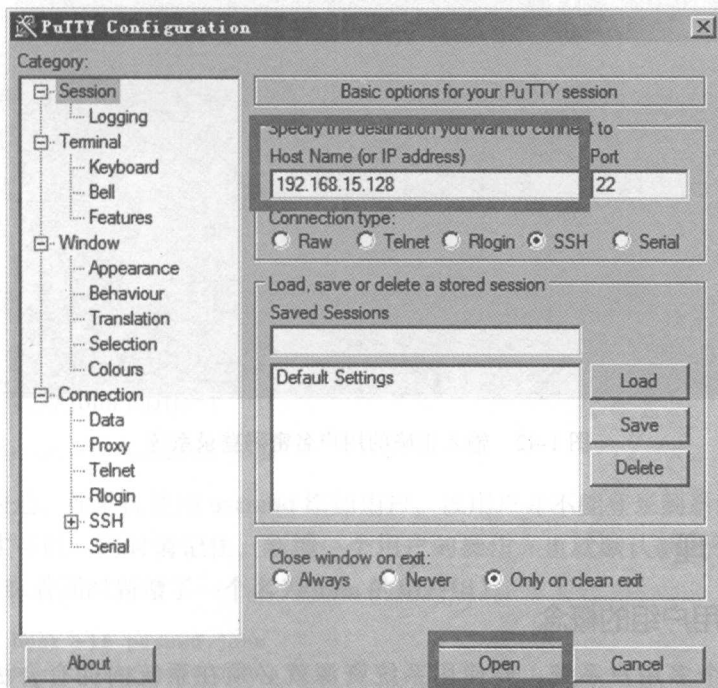 PuTTY Configuration
Category:
Session
Logging
Terminal
Keyboard
Bell
Features
Window
Appearance
Behaviour
Translation
Selection
Colours
Connection
Data
Proxy
Telnet
Rlogin
SSH
Serial
Basic options for your PuTTY session
Specify the destination you want to connect to
Host Name (or IP address)
Port
192.168.15.128
22
Connection type:
Raw
Telnet
Rlogin
SSH
Serial
Load, save or delete a stored session
Saved Sessions
Default Settings
Load
Save
Delete
Close window on exit:
Always
Never
Only on clean exit
About
Open
Cancel